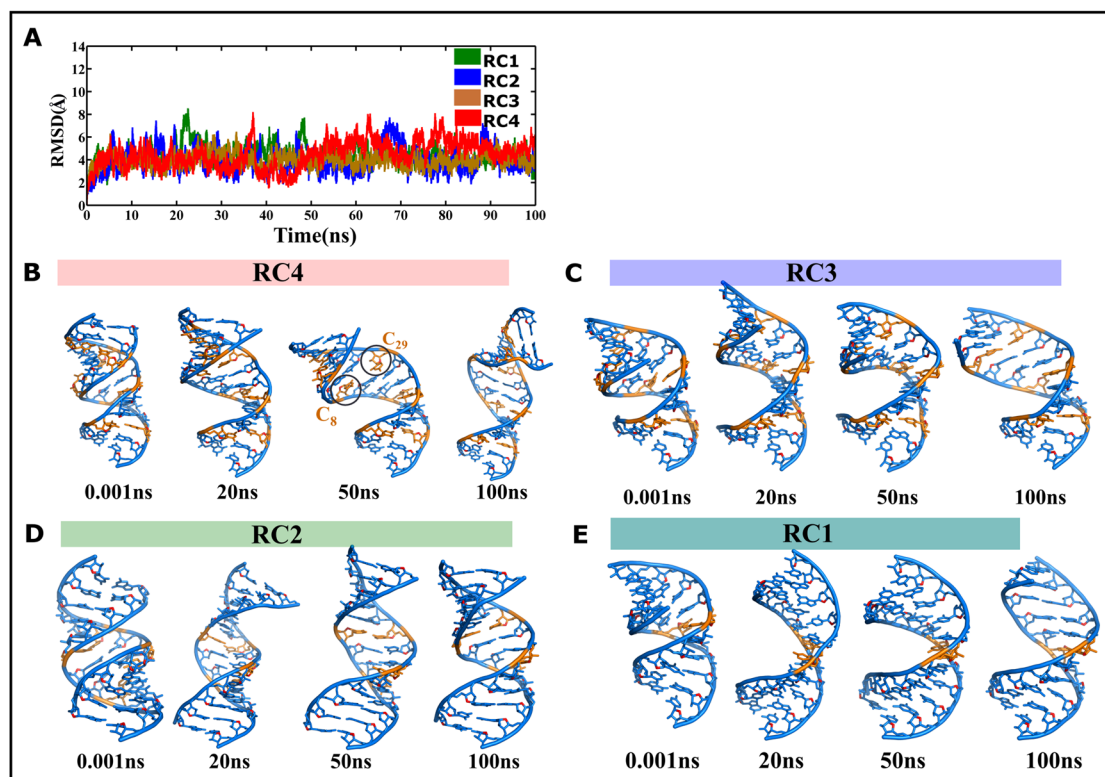 A
14
12
10
8
6
4
2
0
RMSD(Å)
0 10 20 30 40 50 60 70 80 90 100
Time(ns)
RC1
RC2
RC3
RC4
B
RC4
C29
C8
0.001ns 20ns 50ns 100ns
C
RC3
0.001ns 20ns 50ns 100ns
D
RC2
0.001ns 20ns 50ns 100ns
E
RC1
0.001ns 20ns 50ns 100ns